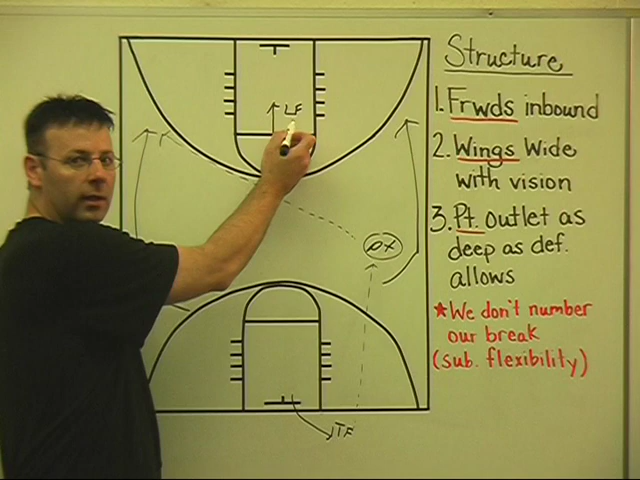 Structure
1. Frwds inbound
2. Wings Wide
with vision
3. Pt. outlet as
deep as def.
allows
*We don't number
our break
(sub. flexibility)
LF
TF